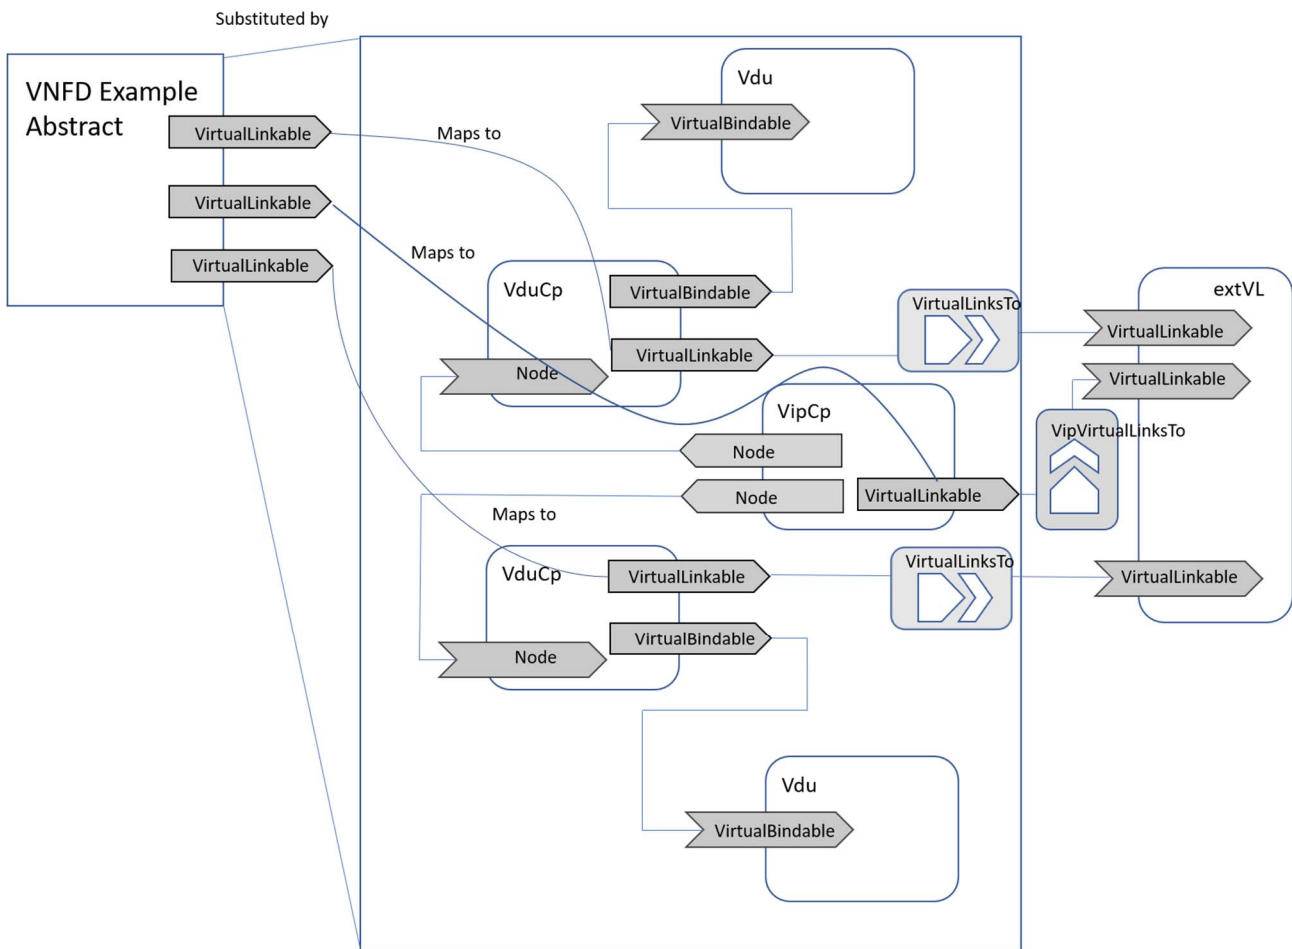 Substituted by
VNFD Example
Abstract
VirtualLinkable
VirtualLinkable
VirtualLinkable
Maps to
Maps to
Maps to
Vdu
VirtualBindable
VduCp
VirtualBindable
VirtualLinkable
Node
VirtualLinksTo
extVL
VirtualLinkable
VirtualLinkable
VipCp
Node
Node
VirtualLinkable
VipVirtualLinksTo
VduCp
VirtualLinkable
VirtualBindable
Node
VirtualLinksTo
VirtualLinkable
Vdu
VirtualBindable